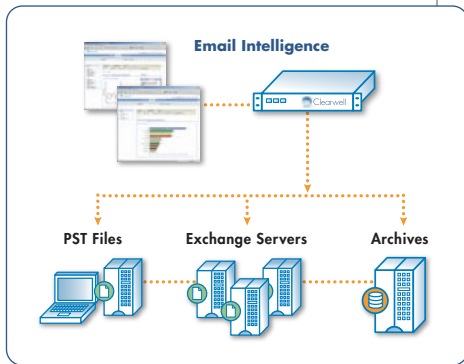 Email Intelligence
Clearwell
PST Files
Exchange Servers
Archives